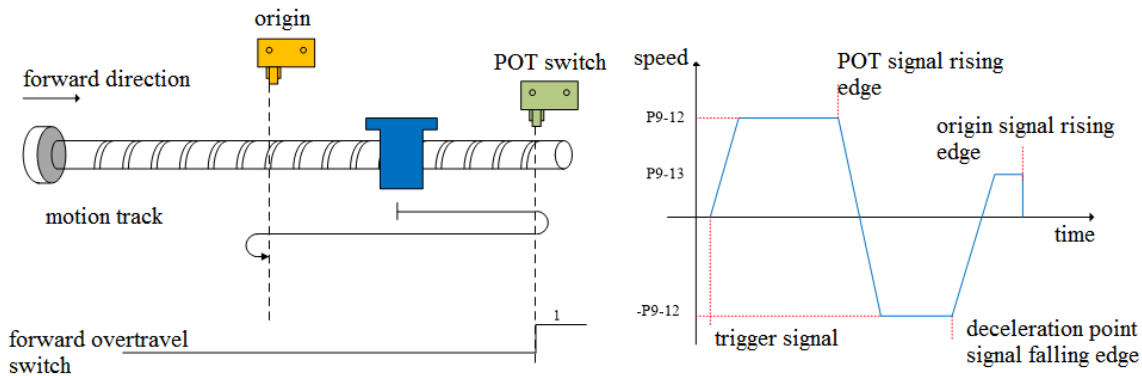 origin
POT switch
forward direction
motion track
1
forward overtravel
switch
speed
POT signal rising
edge
P9-12
origin signal rising
edge
P9-13
time
-P9-12
trigger signal
deceleration point
signal falling edge